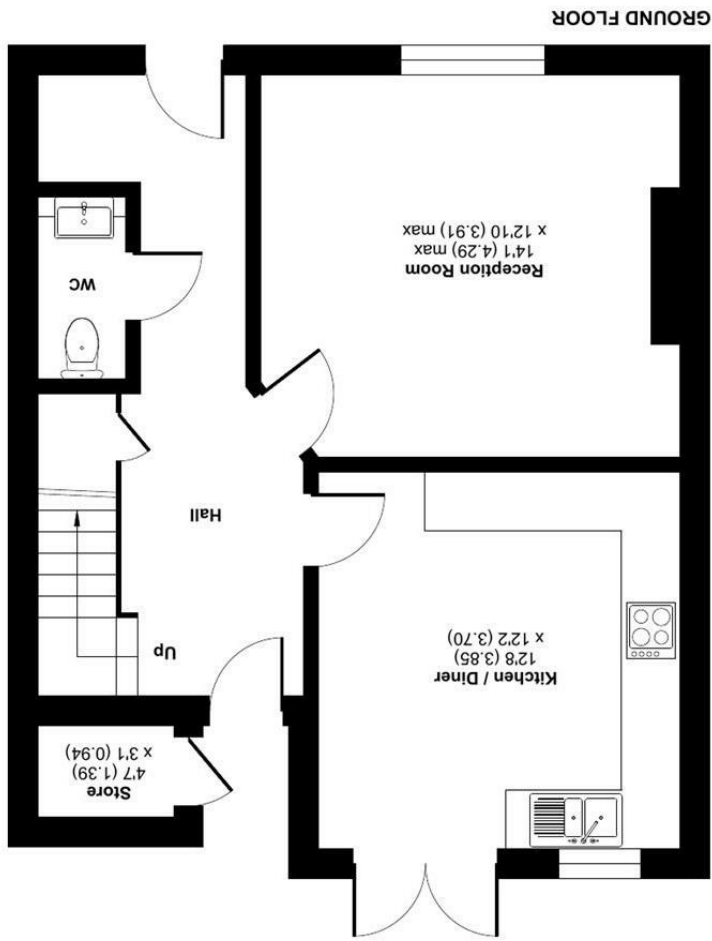 Store
4'7 (1.39)
x 3'1 (0.94)
Kitchen / Diner
12'8 (3.85)
x 12'2 (3.70)
Up
Hall
WC
Reception Room
14'1 (4.29) max
x 12'10 (3.91) max
GROUND FLOOR